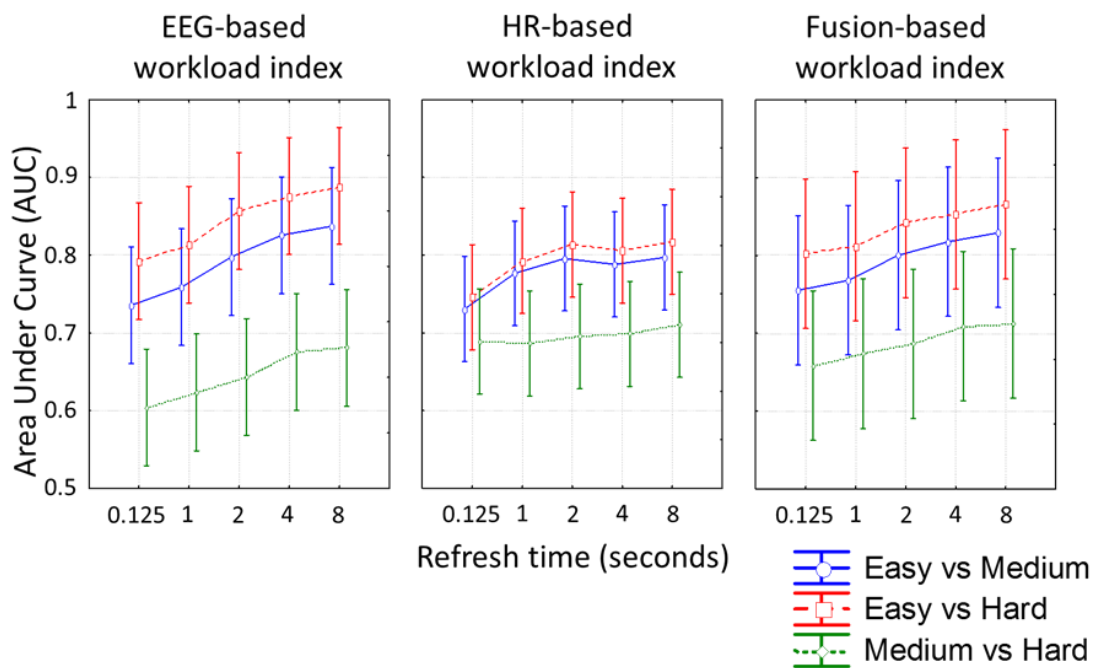 EEG-based
workload index
HR-based
workload index
Fusion-based
workload index
Area Under Curve (AUC)
1
0.9
0.8
0.7
0.6
0.5
0.125 1 2 4 8
0.125 1 2 4 8
0.125 1 2 4 8
Refresh time (seconds)
Easy vs Medium
Easy vs Hard
Medium vs Hard